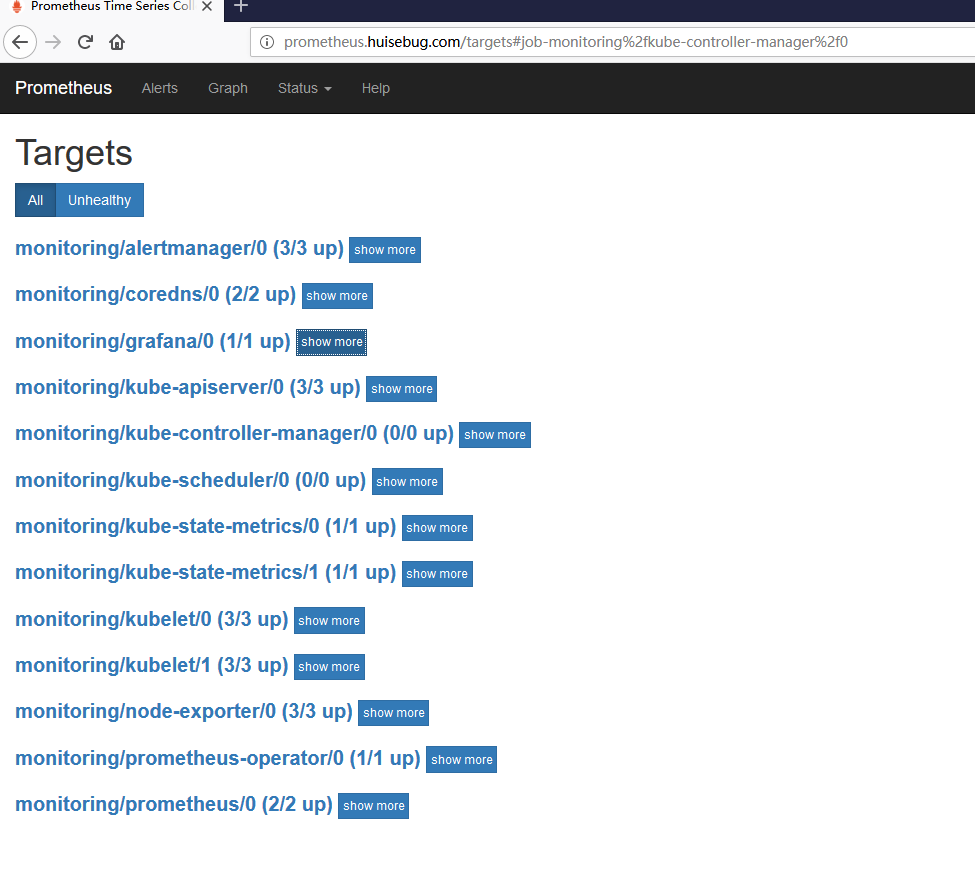 Prometheus Time Series Coll
prometheus.huisebug.com/targets#job-monitoring%2fkube-controller-manager%2f0
Prometheus Alerts Graph Status Help
Targets
All Unhealthy
monitoring/alertmanager/0 (3/3 up) show more
monitoring/coredns/0 (2/2 up) show more
monitoring/grafana/0 (1/1 up) show more
monitoring/kube-apiserver/0 (3/3 up) show more
monitoring/kube-controller-manager/0 (0/0 up) show more
monitoring/kube-scheduler/0 (0/0 up) show more
monitoring/kube-state-metrics/0 (1/1 up) show more
monitoring/kube-state-metrics/1 (1/1 up) show more
monitoring/kubelet/0 (3/3 up) show more
monitoring/kubelet/1 (3/3 up) show more
monitoring/node-exporter/0 (3/3 up) show more
monitoring/prometheus-operator/0 (1/1 up) show more
monitoring/prometheus/0 (2/2 up) show more